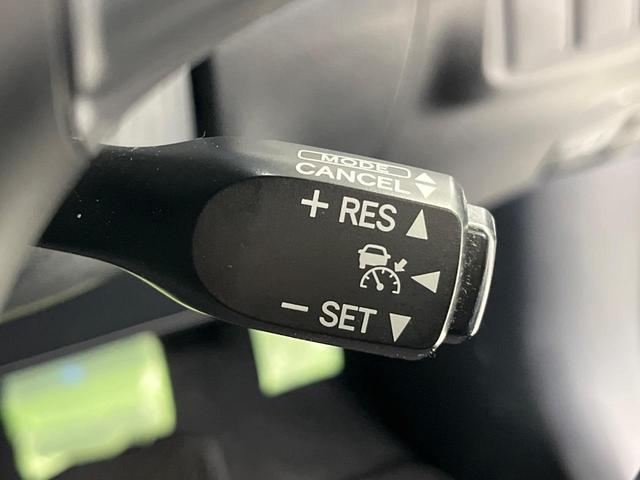 MODE
CANCEL
+ RES
− SET